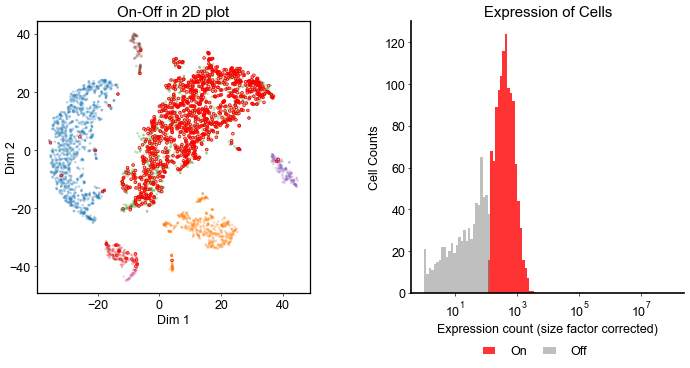 On-Off in 2D plot
Dim 2
40
20
0
−20
−40
−20
0
20
40
Dim 1
Expression of Cells
Cell Counts
120
100
80
60
40
20
0
10^1
10^3
10^5
10^7
Expression count (size factor corrected)
On
Off